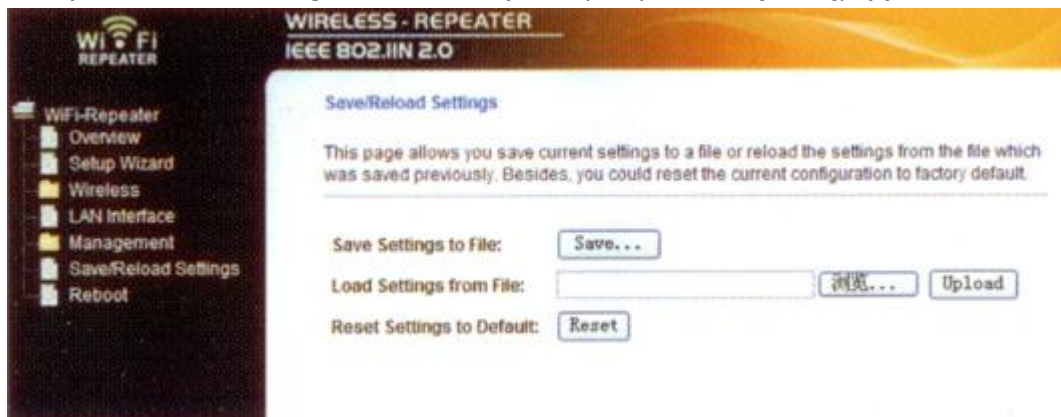 WIRELESS - REPEATER
IEEE 802.11N 2.0
Wi Fi
REPEATER
WiFi-Repeater
Overview
Setup Wizard
Wireless
LAN Interface
Management
Save/Reload Settings
Reboot
Save/Reload Settings
This page allows you save current settings to a file or reload the settings from the file which
was saved previously. Besides, you could reset the current configuration to factory default.
Save Settings to File: Save...
Load Settings from File: 浏览... Upload
Reset Settings to Default: Reset